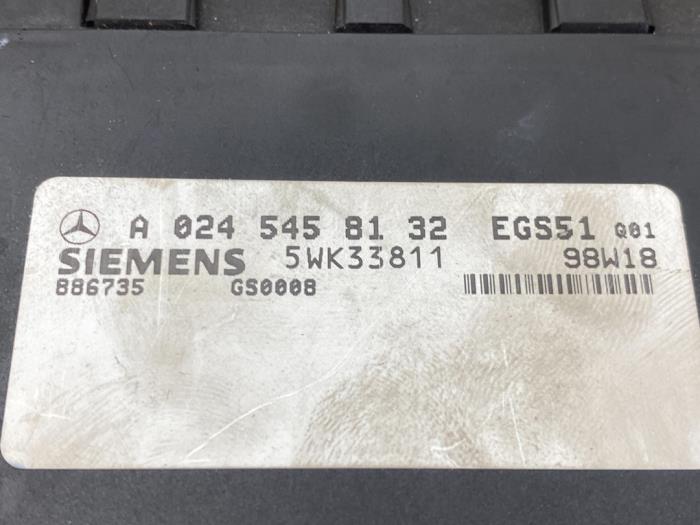 A 024 545 81 32 EGS51 Q01
SIEMENS 5WK33811 98W18
886735 GS0008